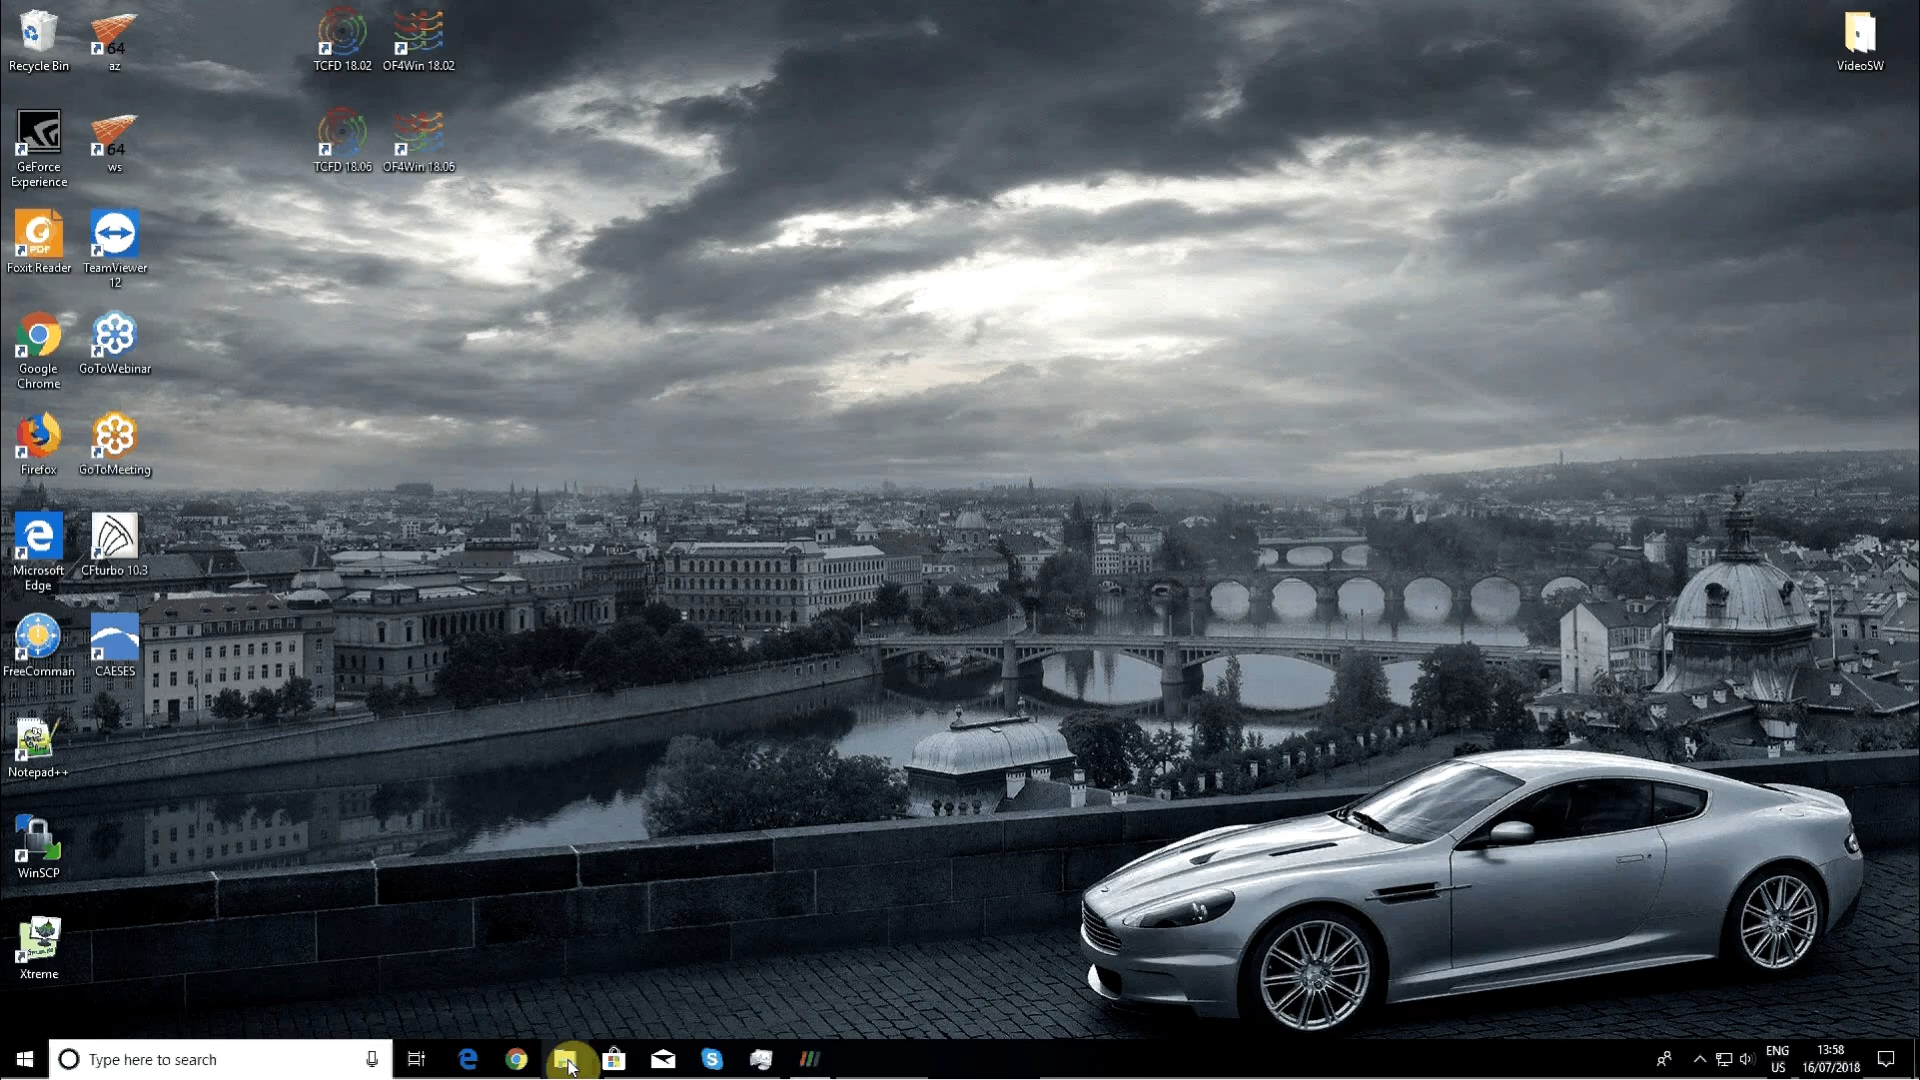 Recycle Bin
64
az
TCFD 18.02
OF4Win 18.02
VideoSW
GeForce
Experience
64
ws
TCFD 18.06
OF4Win 18.06
PDF
Foxit Reader
TeamViewer
12
Google
Chrome
GoToWebinar
Firefox
GoToMeeting
Microsoft
Edge
CFturbo 10.3
FreeComman
CAESES
Notepad++
WinSCP
Xtreme
Type here to search
ENG
US
13:58
16/07/2018